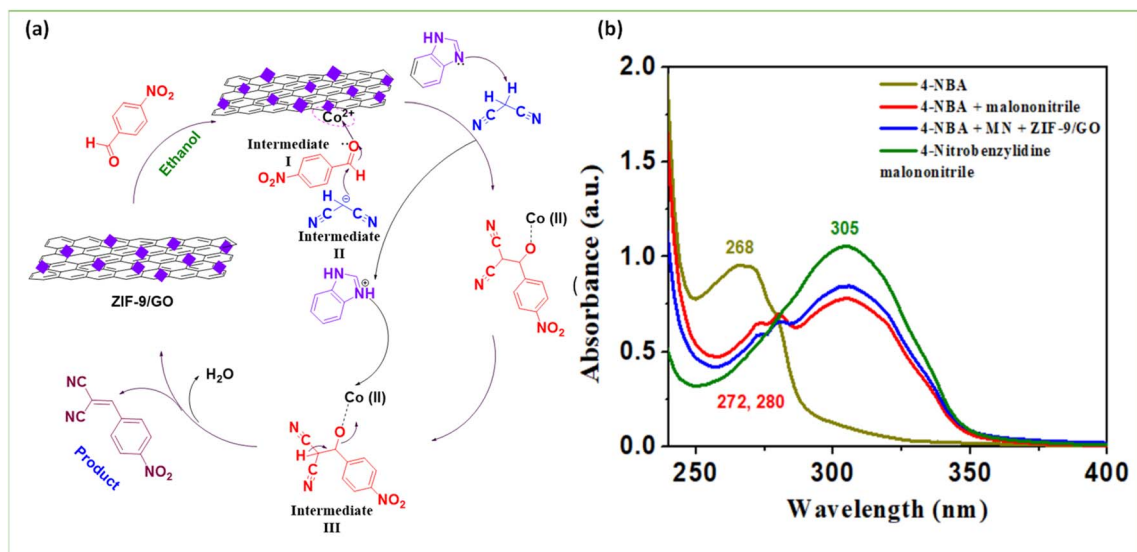 (a)
HN
N
NO2
H
O
Ethanol
Co2+
H
N
N
Intermediate
I
O
H
O2N
H
N
C
C
N
Intermediate
II
HN
NH
ZIF-9/GO
Co (II)
N
N
O
NO2
(
H2O
NC
CN
NO2
Product
Co (II)
N
H
O
N
NO2
Intermediate
III
(b)
2.0
1.5
1.0
0.5
0.0
Absorbance (a.u.)
4-NBA
4-NBA + malononitrile
4-NBA + MN + ZIF-9/GO
4-Nitrobenzylidine
malononitrile
268
305
272, 280
250
300
350
400
Wavelength (nm)